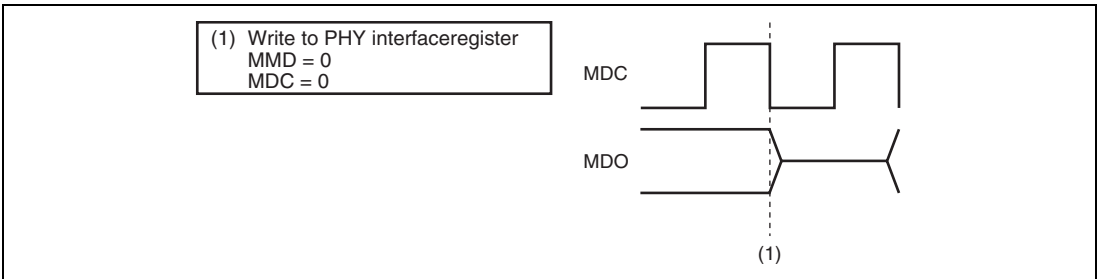 (1) Write to PHY interfaceregister
MMD = 0
MDC = 0
MDC
MDO
(1)